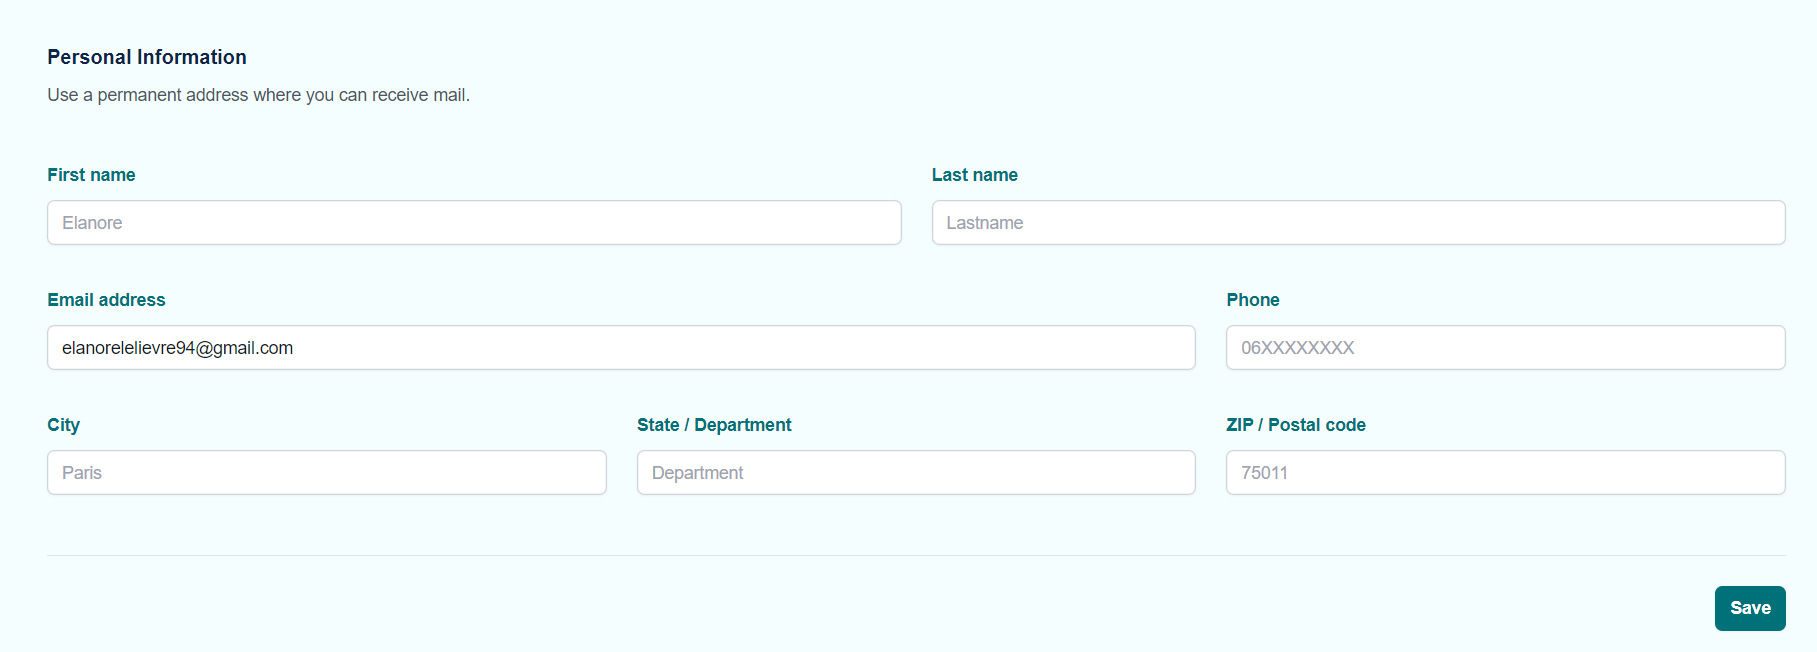 Personal Information
Use a permanent address where you can receive mail.
First name
Last name
Elanore
Lastname
Email address
Phone
elanorelelievre94@gmail.com
06XXXXXXXX
City
State / Department
ZIP / Postal code
Paris
Department
75011
Save